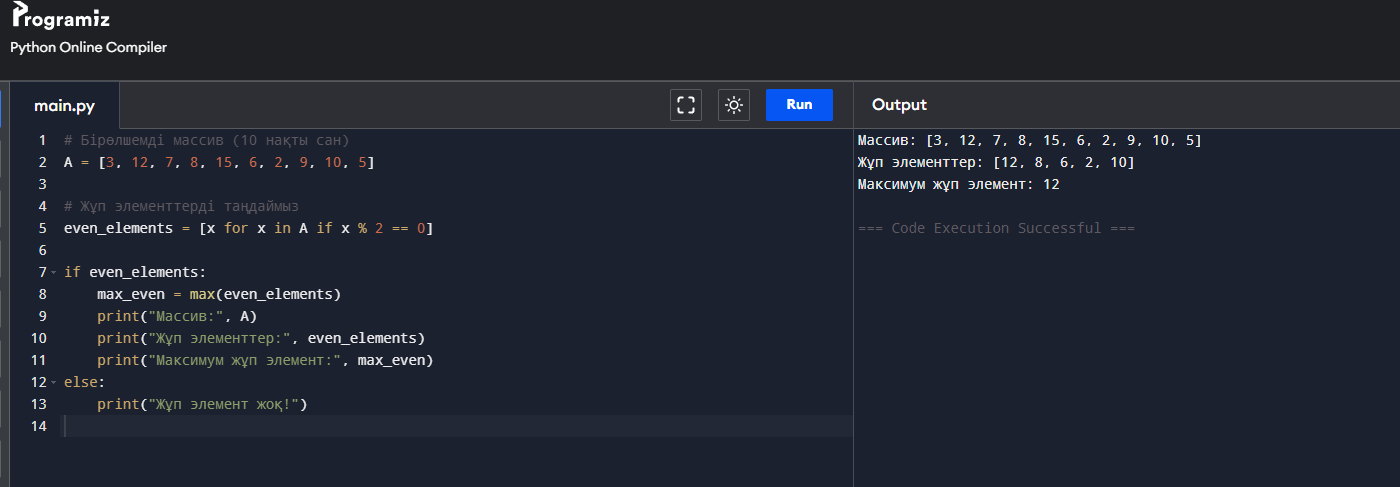 Programiz
Python Online Compiler
main.py
Run
Output
1 # Бірөлшемді массив (10 нақты сан)
2 A = [3, 12, 7, 8, 15, 6, 2, 9, 10, 5]
3
4 # Жұп элементтерді таңдаймыз
5 even_elements = [x for x in A if x % 2 == 0]
6
7 if even_elements:
8     max_even = max(even_elements)
9     print("Массив:", A)
10     print("Жұп элементтер:", even_elements)
11     print("Максимум жұп элемент:", max_even)
12 else:
13     print("Жұп элемент жоқ!")
14
Массив: [3, 12, 7, 8, 15, 6, 2, 9, 10, 5]
Жұп элементтер: [12, 8, 6, 2, 10]
Максимум жұп элемент: 12
=== Code Execution Successful ===